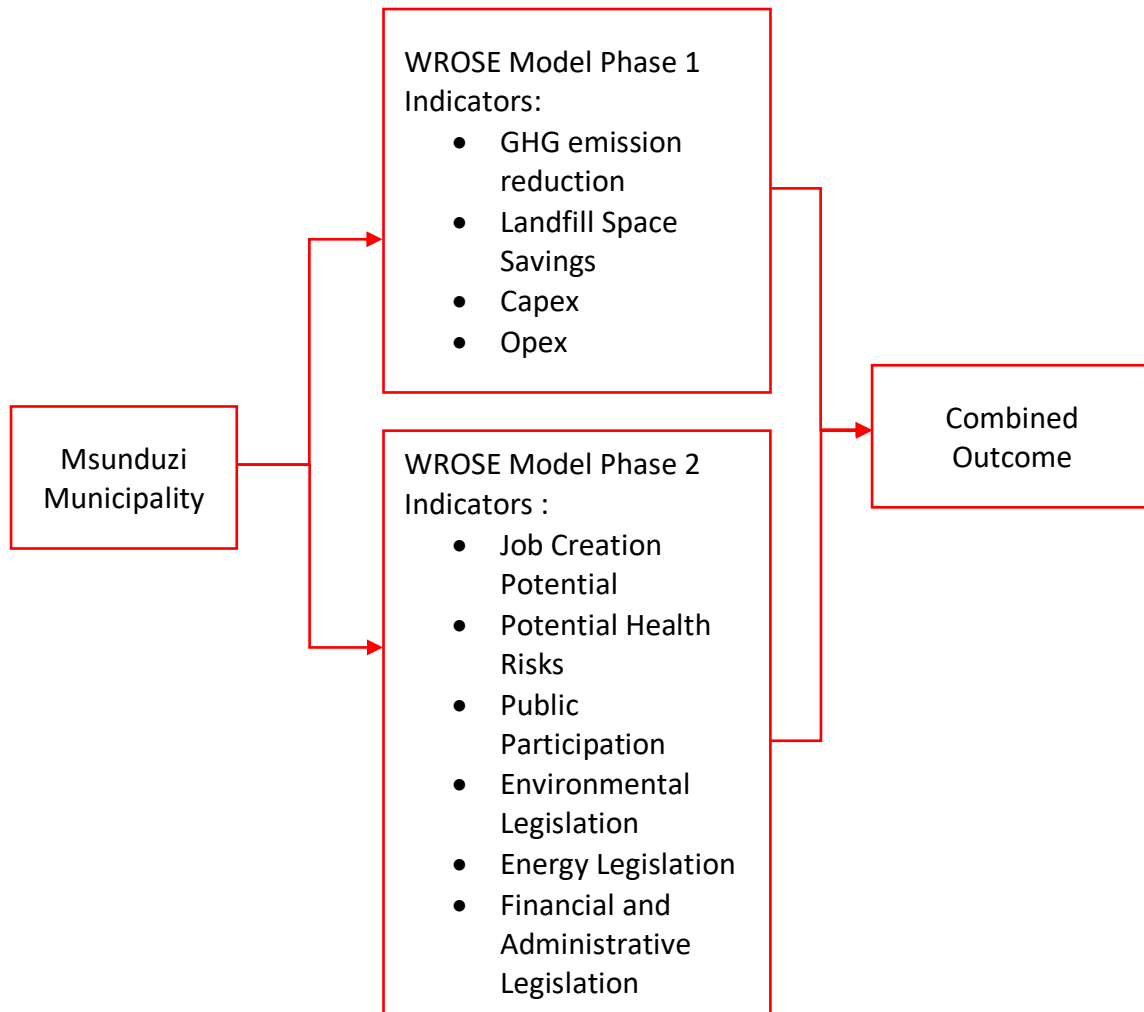 WROSE Model Phase 1
Indicators:
• GHG emission
reduction
• Landfill Space
Savings
• Capex
• Opex
Msunduzi
Municipality
WROSE Model Phase 2
Indicators :
• Job Creation
Potential
• Potential Health
Risks
• Public
Participation
• Environmental
Legislation
• Energy Legislation
• Financial and
Administrative
Legislation
Combined
Outcome